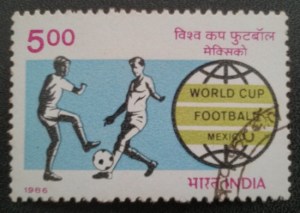 5.00
विश्व कप फुटबॉल
मेक्सिको
WORLD CUP
FOOTBALL
MEXICO
1986
भारत INDIA